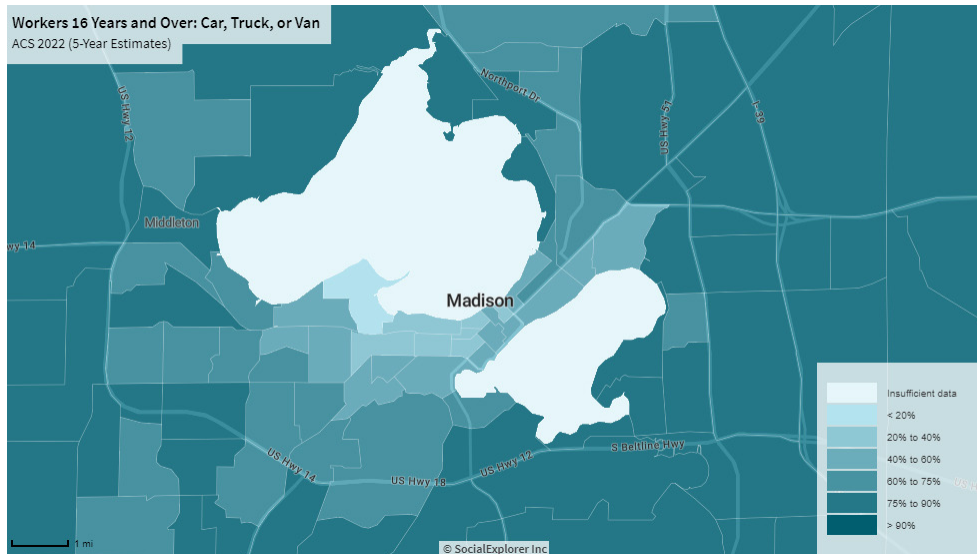 Workers 16 Years and Over: Car, Truck, or Van
ACS 2022 (5-Year Estimates)
Northport Dr
US Hwy 12
US Hwy 51
I- 39
Middleton
wy 14
Madison
Insufficient data
< 20%
20% to 40%
40% to 60%
60% to 75%
75% to 90%
> 90%
S Beltline Hwy
US Hwy 12
US Hwy 14
US Hwy 18
1 mi
© SocialExplorer Inc